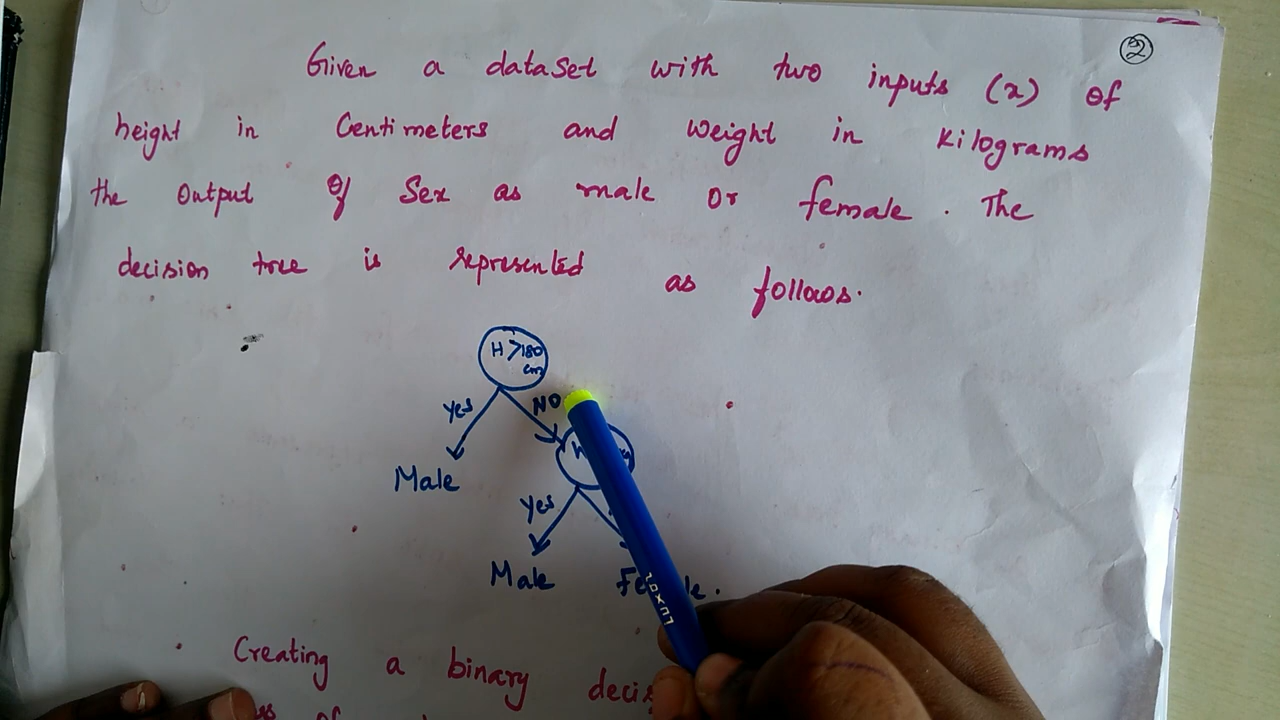 2
Given a dataset with two inputs (x) of
height in Centimeters and Weight in Kilograms
the output of Sex as male or female. The
decision tree is represented as follows.
H >180
cm
Yes NO
Male
Yes
Male
LUXOR
Creating a binary
of